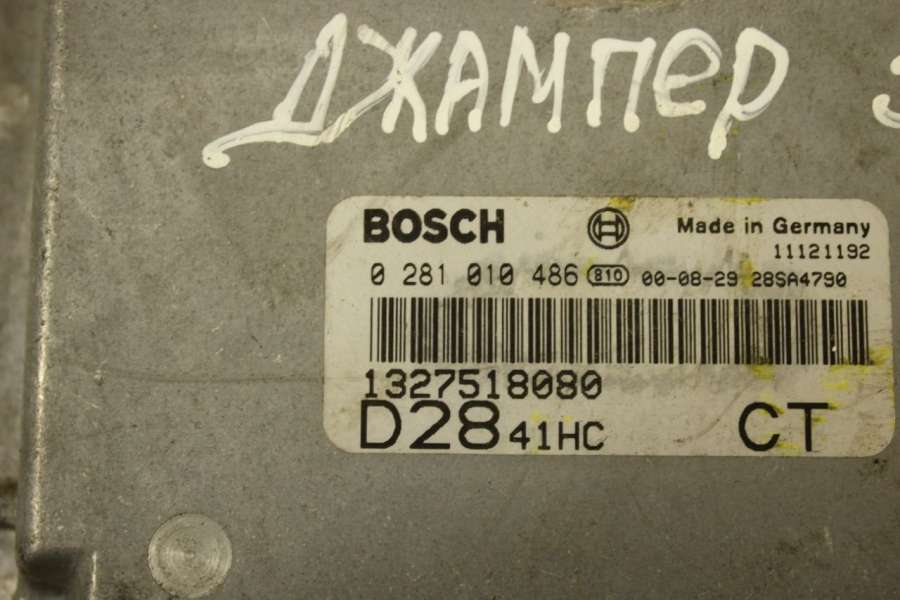 ДЖАМПЕР
BOSCH
Made in Germany
11121192
0 281 010 486 810 00-08-29 28SA4790
1327518080
D28 41HC CT